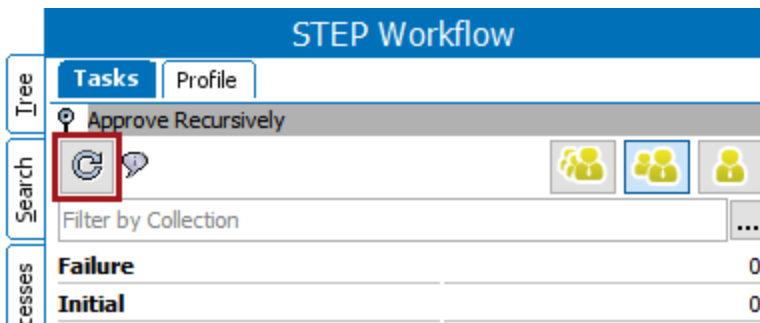 STEP Workflow
Tree
Search
Tasks Profile
Approve Recursively
Filter by Collection
...
Failure 0
Initial 0